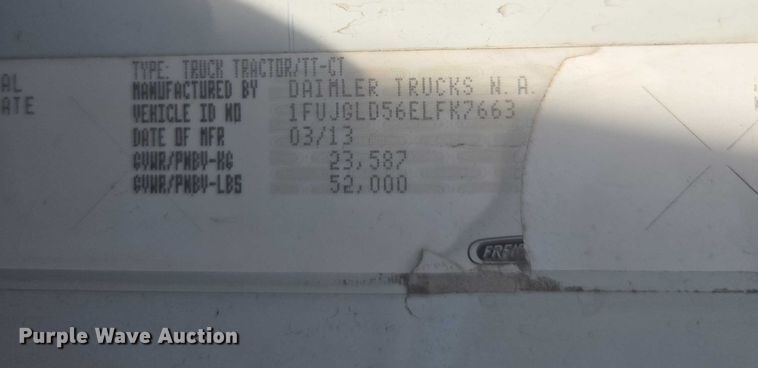 TYPE: TRUCK TRACTOR/TT-CT
AL
MANUFACTURED BY DAIMLER TRUCKS N.A.
ATE
VEHICLE ID NO 1FUJGLD56ELFK7663
DATE OF MFR 03/13
GVWR/PNBV-KG 23,587
GVWR/PNBV-LBS 52,000
FREI
Purple Wave Auction